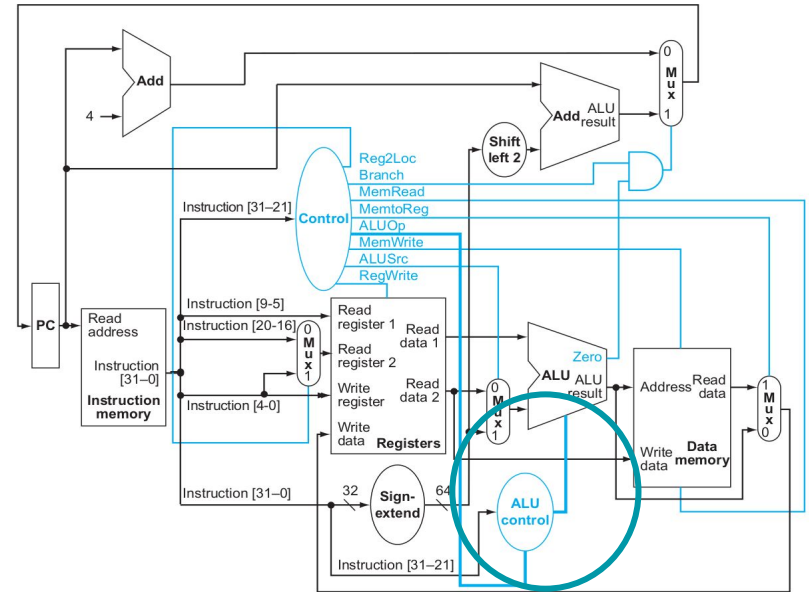 Add
4
Add
ALU
result
0
M
u
x
1
Shift
left 2
Reg2Loc
Branch
MemRead
MemtoReg
ALUOp
MemWrite
ALUSrc
RegWrite
Control
Instruction [31–21]
PC
Read
address
Instruction
[31–0]
Instruction
memory
Instruction [9-5]
Instruction [20-16]
Instruction [4-0]
0
M
u
x
1
Read
register 1
Read
register 2
Write
register
Write
data
Read
data 1
Read
data 2
Registers
0
M
u
x
1
Zero
ALU
ALU
result
Address
Read
data
Write
data
Data
memory
1
M
u
x
0
Instruction [31–0]
32
Sign-
extend
64
ALU
control
Instruction [31–21]